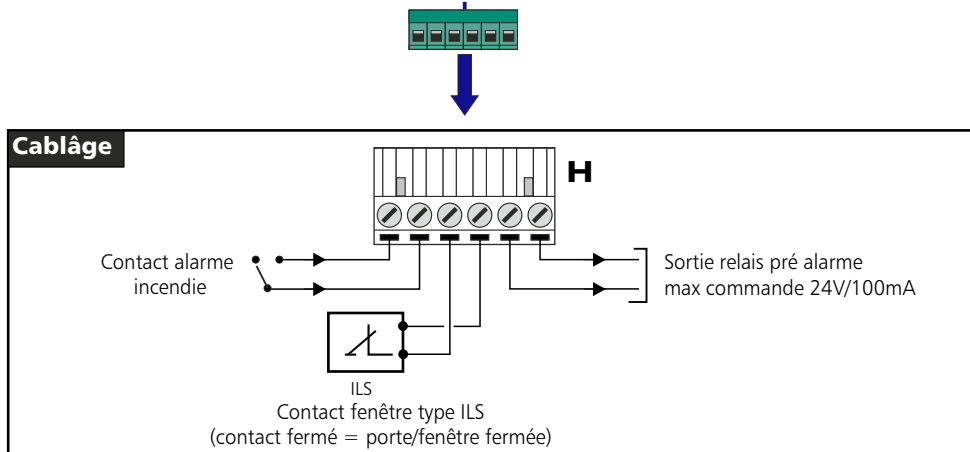 Cablâge
H
Contact alarme
incendie
Sortie relais pré alarme
max commande 24V/100mA
ILS
Contact fenêtre type ILS
(contact fermé = porte/fenêtre fermée)